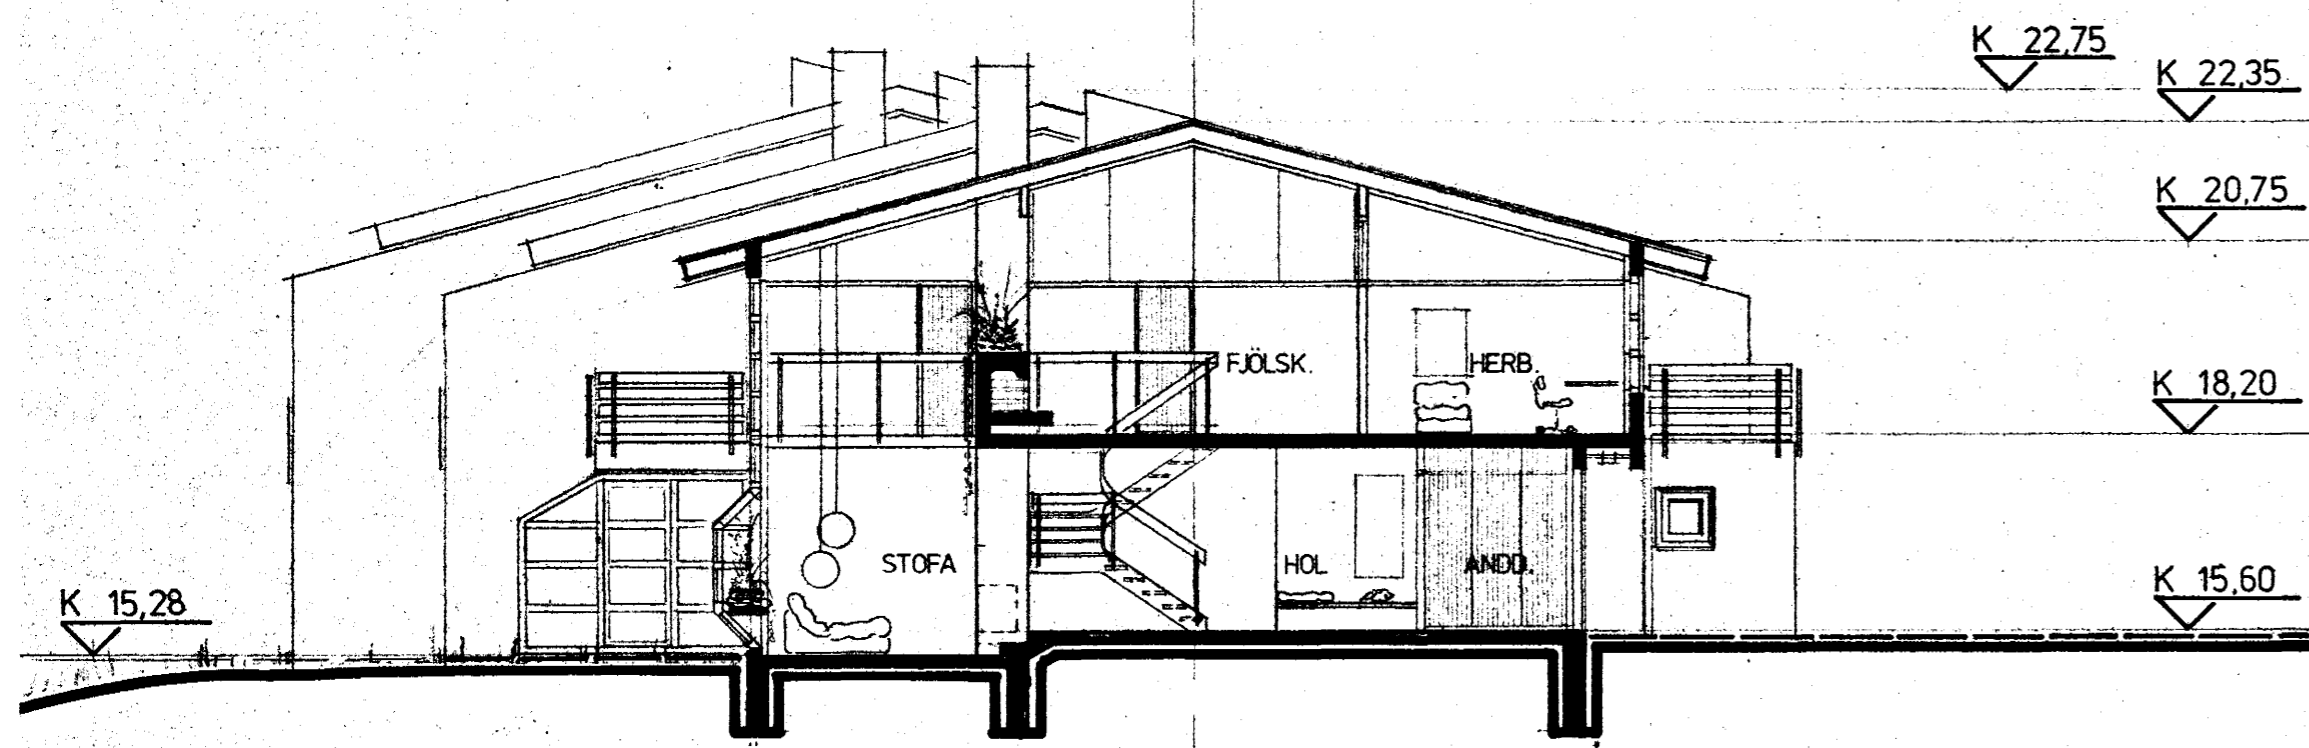 K 22,75
K 22,35
K 20,75
FJÖLSK.
HERB.
K 18,20
STOFA
HOL
ANDD.
K 15,60
K 15,28